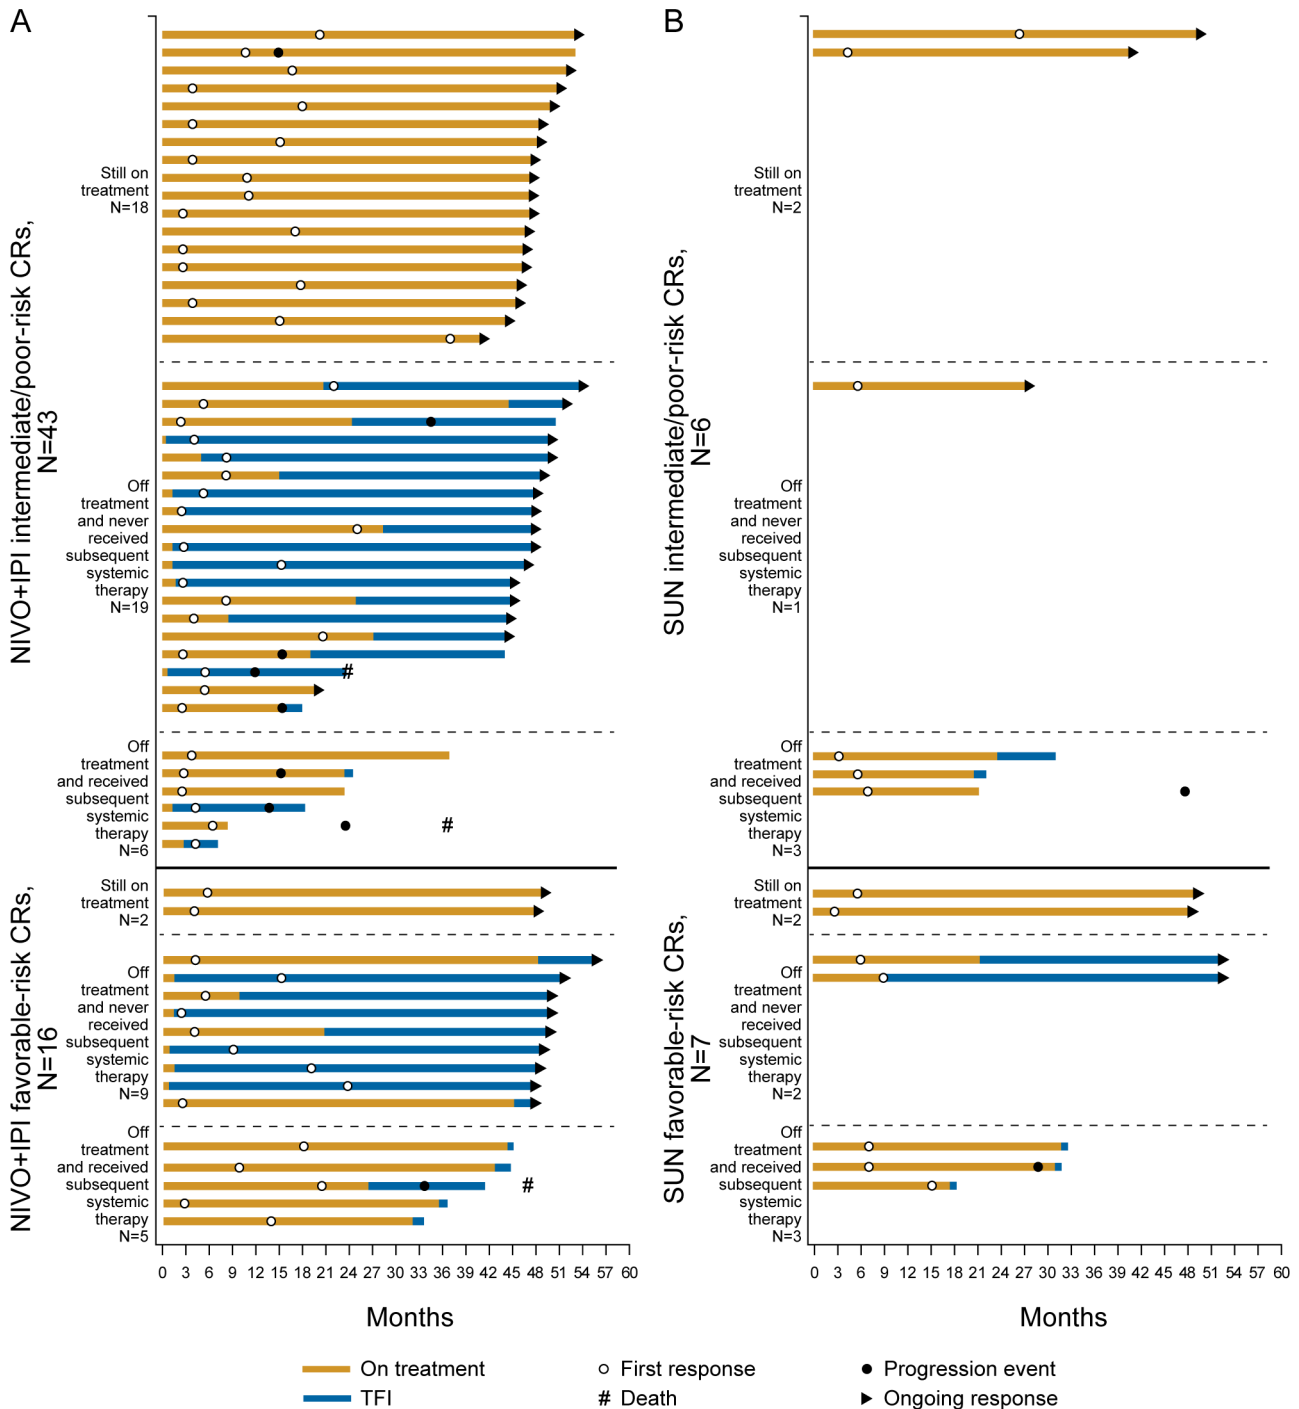 A
B
NIVO+IPI intermediate/poor-risk CRs,
N=43
Still on
treatment
N=18
Off
treatment
and never
received
subsequent
systemic
therapy
N=19
Off
treatment
and received
subsequent
systemic
therapy
N=6
#
#
NIVO+IPI favorable-risk CRs,
N=16
Still on
treatment
N=2
Off
treatment
and never
received
subsequent
systemic
therapy
N=9
Off
treatment
and received
subsequent
systemic
therapy
N=5
#
0 3 6 9 12 15 18 21 24 27 30 33 36 39 42 45 48 51 54 57 60
Months
SUN intermediate/poor-risk CRs,
N=6
Still on
treatment
N=2
Off
treatment
and never
received
subsequent
systemic
therapy
N=1
Off
treatment
and received
subsequent
systemic
therapy
N=3
SUN favorable-risk CRs,
N=7
Still on
treatment
N=2
Off
treatment
and never
received
subsequent
systemic
therapy
N=2
Off
treatment
and received
subsequent
systemic
therapy
N=3
0 3 6 9 12 15 18 21 24 27 30 33 36 39 42 45 48 51 54 57 60
Months
On treatment
First response
Progression event
TFI
# Death
Ongoing response